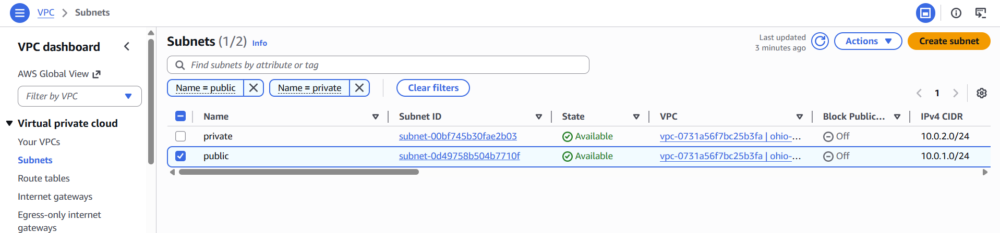 VPC > Subnets
VPC dashboard
AWS Global View
Filter by VPC
Virtual private cloud
Your VPCs
Subnets
Route tables
Internet gateways
Egress-only internet
gateways
Subnets (1/2) Info
Last updated
3 minutes ago
Actions
Create subnet
Find subnets by attribute or tag
Name = public
Name = private
Clear filters
1
Name Subnet ID State VPC Block Public... IPv4 CIDR
private subnet-00bf745b30fae2b03 Available vpc-0731a56f7bc25b3fa | ohio-... Off 10.0.2.0/24
public subnet-0d49758b504b7710f Available vpc-0731a56f7bc25b3fa | ohio-... Off 10.0.1.0/24